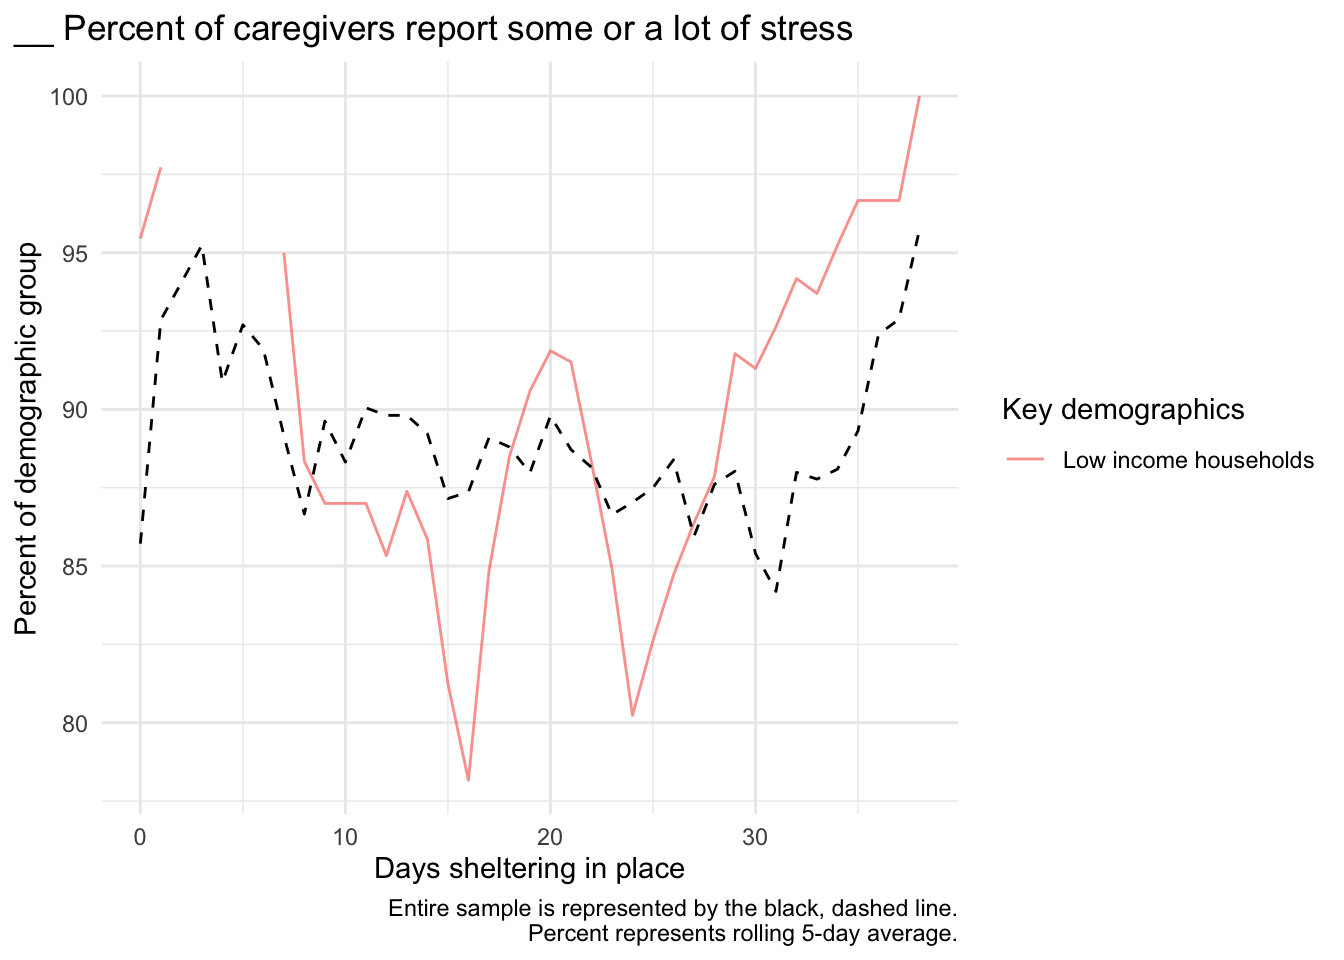 __ Percent of caregivers report some or a lot of stress
Percent of demographic group
100
95
90
85
80
0 10 20 30
Days sheltering in place
Entire sample is represented by the black, dashed line.
Percent represents rolling 5-day average.
Key demographics
Low income households